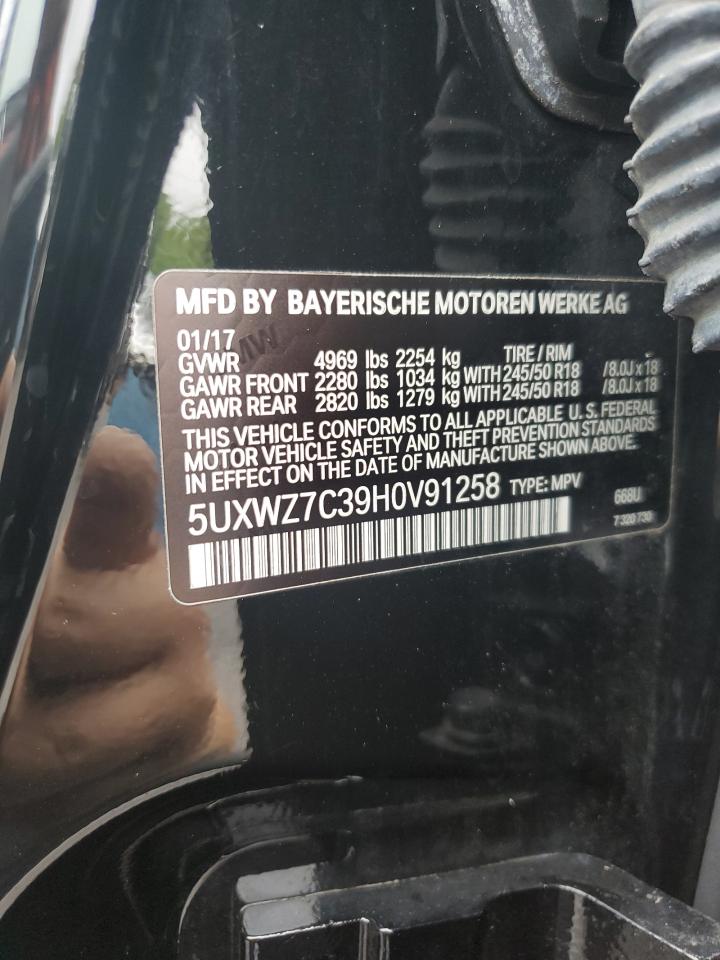 MFD BY BAYERISCHE MOTOREN WERKE AG
01/17
GVWR 4969 lbs 2254 kg TIRE / RIM
GAWR FRONT 2280 lbs 1034 kg WITH 245/50 R18 / 8.0J x 18
GAWR REAR 2820 lbs 1279 kg WITH 245/50 R18 / 8.0J x 18
THIS VEHICLE CONFORMS TO ALL APPLICABLE U.S. FEDERAL
MOTOR VEHICLE SAFETY AND THEFT PREVENTION STANDARDS
IN EFFECT ON THE DATE OF MANUFACTURE SHOWN ABOVE.
5UXWZ7C39H0V91258 TYPE: MPV 668U
7 320 730